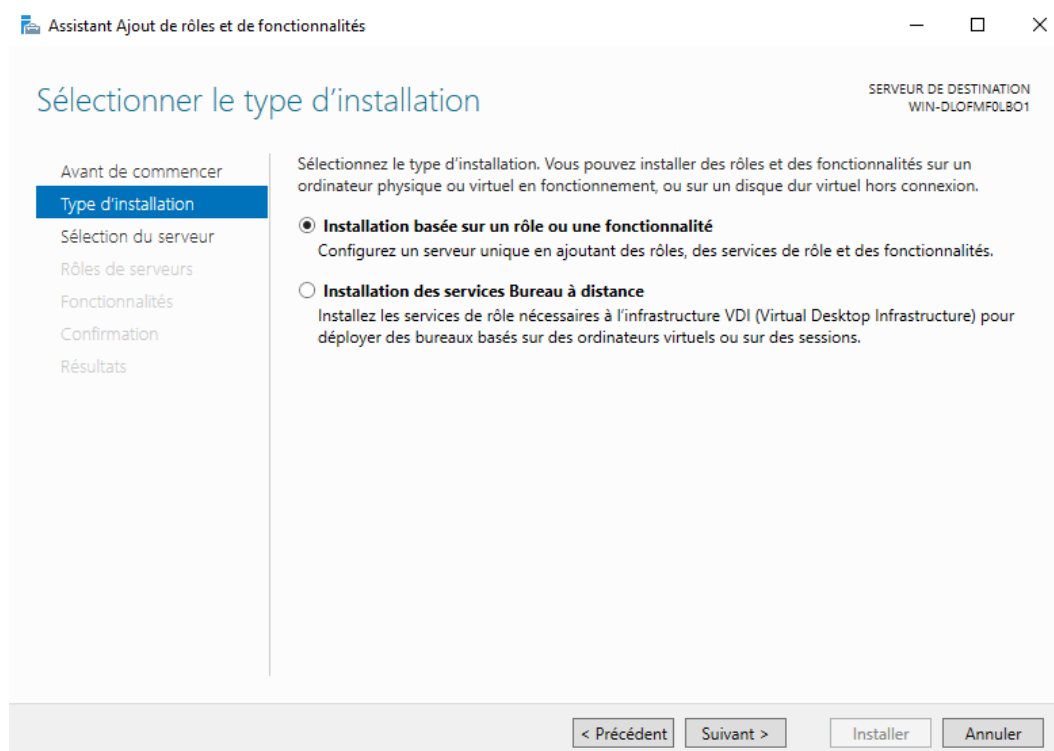 Assistant Ajout de rôles et de fonctionnalités
Sélectionner le type d’installation
SERVEUR DE DESTINATION
WIN-DLOFMF0LBO1
Avant de commencer
Type d'installation
Sélection du serveur
Rôles de serveurs
Fonctionnalités
Confirmation
Résultats
Sélectionnez le type d’installation. Vous pouvez installer des rôles et des fonctionnalités sur un
ordinateur physique ou virtuel en fonctionnement, ou sur un disque dur virtuel hors connexion.
Installation basée sur un rôle ou une fonctionnalité
Configurez un serveur unique en ajoutant des rôles, des services de rôle et des fonctionnalités.
Installation des services Bureau à distance
Installez les services de rôle nécessaires à l’infrastructure VDI (Virtual Desktop Infrastructure) pour
déployer des bureaux basés sur des ordinateurs virtuels ou sur des sessions.
< Précédent
Suivant >
Installer
Annuler